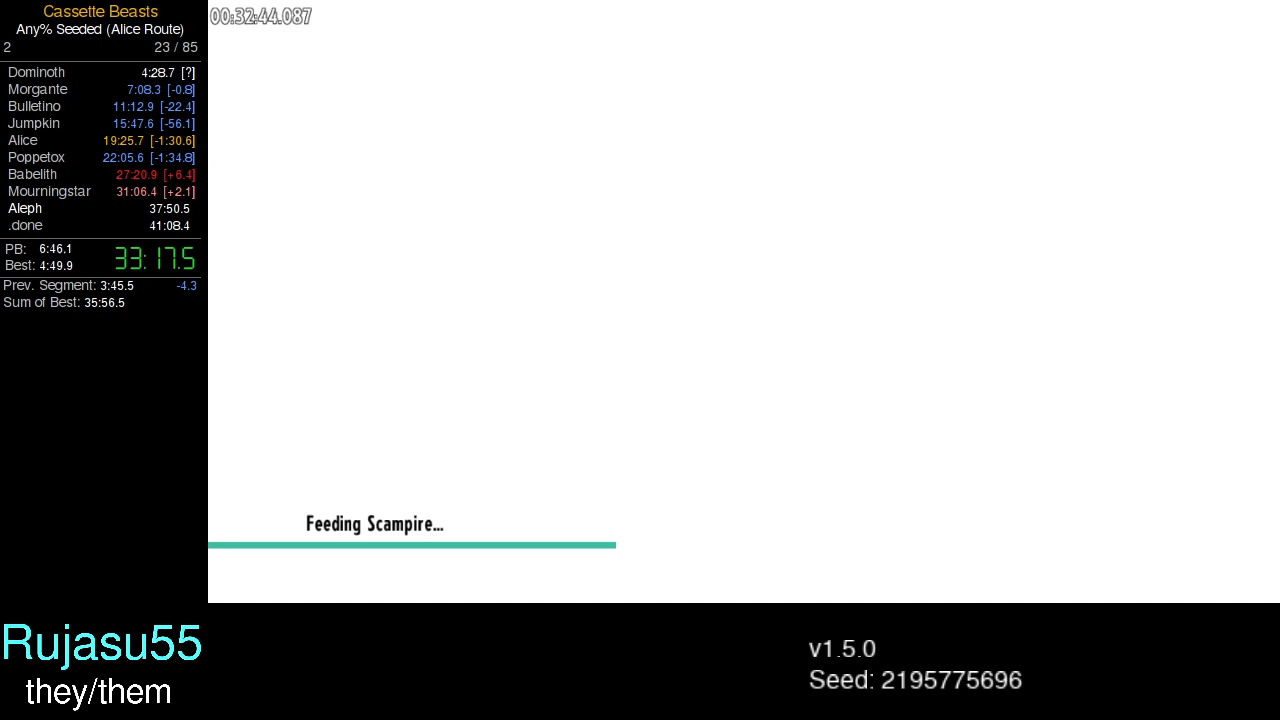 Cassette Beasts
Any% Seeded (Alice Route)
2 23 / 85
Dominoth 4:28.7 [?]
Morgante 7:08.3 [-0.8]
Bulletino 11:12.9 [-22.4]
Jumpkin 15:47.6 [-56.1]
Alice 19:25.7 [-1:30.6]
Poppetox 22:05.6 [-1:34.8]
Babelith 27:20.9 [+6.4]
Mourningstar 31:06.4 [+2.1]
Aleph 37:50.5
.done 41:08.4
PB: 6:46.1
Best: 4:49.9
33:17.5
Prev. Segment: 3:45.5 -4.3
Sum of Best: 35:56.5
00:32:44.087
Feeding Scampire...
Rujasu55
they/them
v1.5.0
Seed: 2195775696